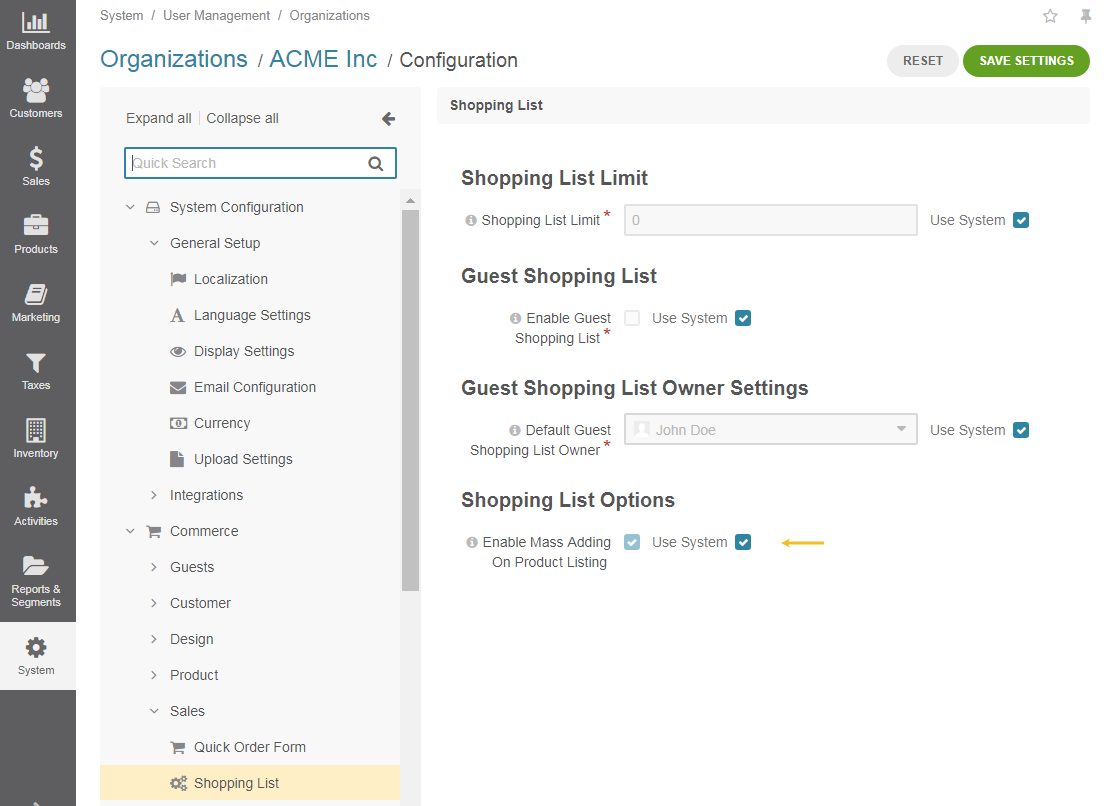 System / User Management / Organizations
Organizations / ACME Inc / Configuration
RESET
SAVE SETTINGS
Dashboards
Customers
Sales
Products
Marketing
Taxes
Inventory
Activities
Reports &
Segments
System
Expand all
Collapse all
Quick Search
System Configuration
General Setup
Localization
Language Settings
Display Settings
Email Configuration
Currency
Upload Settings
Integrations
Commerce
Guests
Customer
Design
Product
Sales
Quick Order Form
Shopping List
Shopping List
Shopping List Limit
Shopping List Limit * 0 Use System
Guest Shopping List
Enable Guest
Shopping List *
Use System
Guest Shopping List Owner Settings
Default Guest
Shopping List Owner *
John Doe
Use System
Shopping List Options
Enable Mass Adding
On Product Listing
Use System